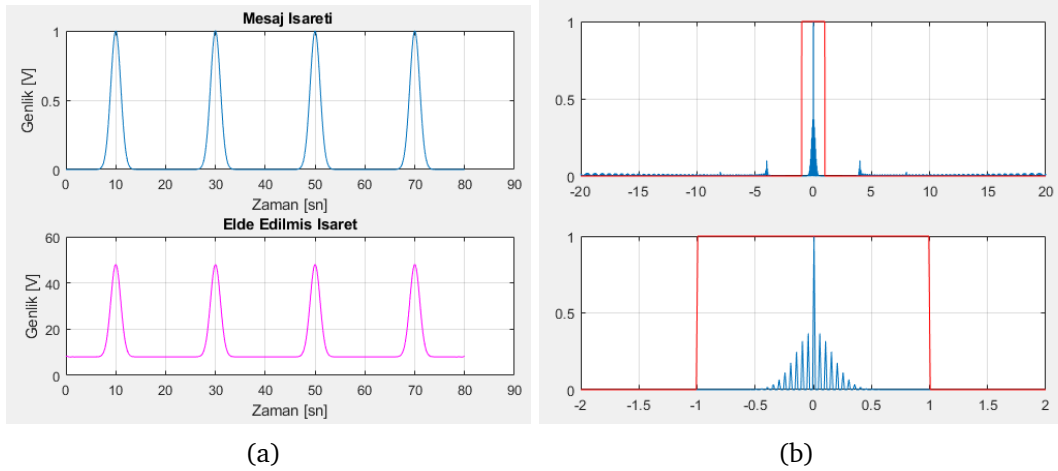 Mesaj Isareti
1
0.5
0
Genlik [V]
0 10 20 30 40 50 60 70 80 90
Zaman [sn]
Elde Edilmis Isaret
60
40
20
0
Genlik [V]
0 10 20 30 40 50 60 70 80 90
Zaman [sn]
(a)
1
0.5
0
-20 -15 -10 -5 0 5 10 15 20
1
0.5
0
-2 -1.5 -1 -0.5 0 0.5 1 1.5 2
(b)